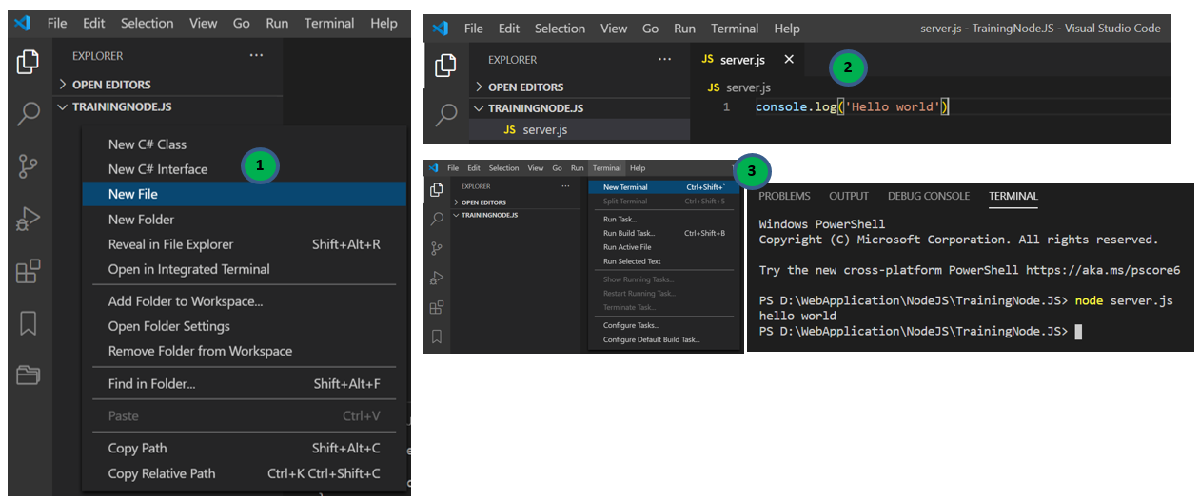 File Edit Selection View Go Run Terminal Help
EXPLORER ...
OPEN EDITORS
TRAININGNODE.JS
New C# Class
New C# Interface
1
New File
New Folder
Reveal in File Explorer Shift+Alt+R
Open in Integrated Terminal
Add Folder to Workspace...
Open Folder Settings
Remove Folder from Workspace
Find in Folder... Shift+Alt+F
Paste Ctrl+V
Copy Path Shift+Alt+C
Copy Relative Path Ctrl+K Ctrl+Shift+C
File Edit Selection View Go Run Terminal Help server.js - TrainingNode.JS - Visual Studio Code
EXPLORER ... JS server.js ✕
2
OPEN EDITORS JS server.js
TRAININGNODE.JS 1 console.log('Hello world')
JS server.js
File Edit Selection View Go Run Terminal Help
3
EXPLORER ...
OPEN EDITORS
TRAININGNODE.JS
New Terminal Ctrl+Shift+`
Split Terminal Ctrl+Shift+5
Run Task...
Run Build Task... Ctrl+Shift+B
Run Active File
Run Selected Text
Show Running Tasks...
Restart Running Task...
Terminate Task...
Configure Tasks...
Configure Default Build Task...
PROBLEMS OUTPUT DEBUG CONSOLE TERMINAL
Windows PowerShell
Copyright (C) Microsoft Corporation. All rights reserved.
Try the new cross-platform PowerShell https://aka.ms/pscore6
PS D:\WebApplication\NodeJS\TrainingNode.JS> node server.js
hello world
PS D:\WebApplication\NodeJS\TrainingNode.JS>